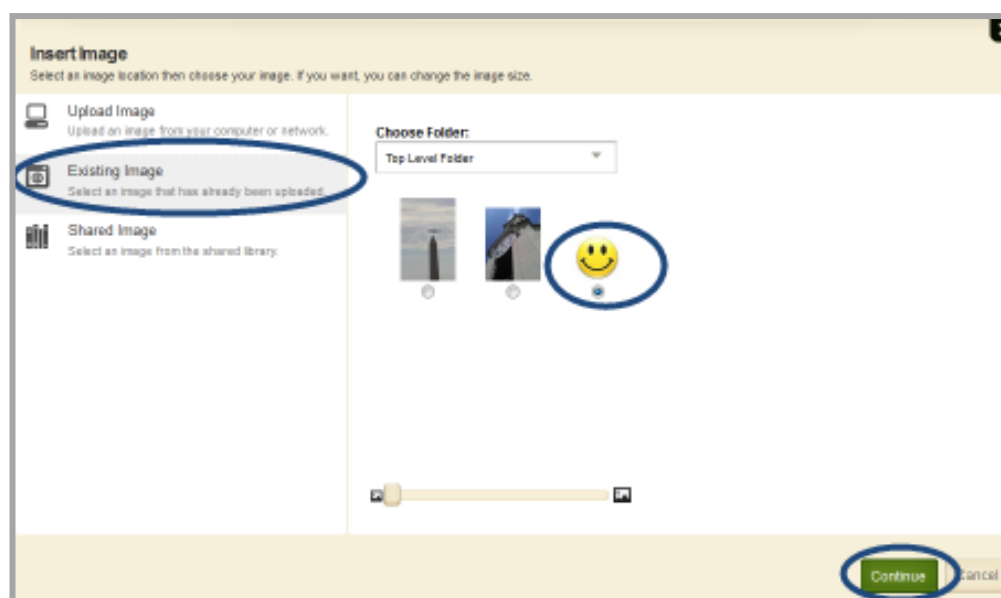 Insert Image
Select an image location then choose your image. If you want, you can change the image size.
Upload Image
Upload an image from your computer or network.
Existing Image
Select an image that has already been uploaded.
Shared Image
Select an image from the shared library.
Choose Folder:
Top Level Folder
Continue
Cancel